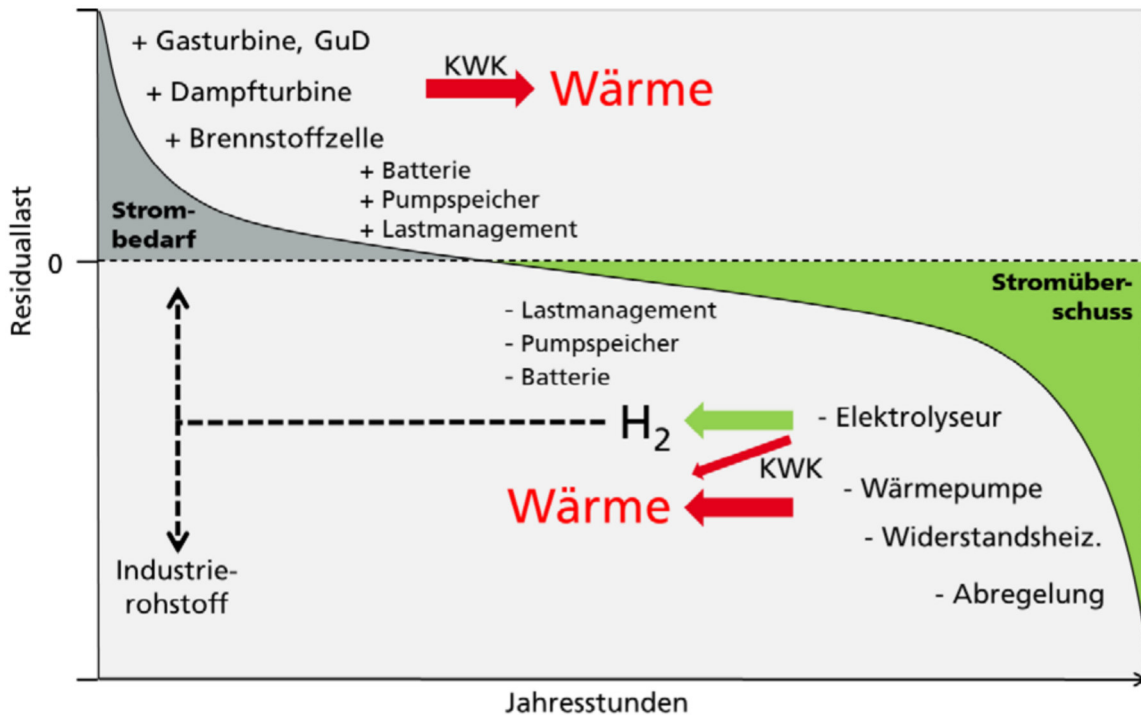 + Gasturbine, GuD
+ Dampfturbine
+ Brennstoffzelle
KWK
Wärme
+ Batterie
+ Pumpspeicher
+ Lastmanagement
Strom-
bedarf
Residuallast
0
Stromüber-
schuss
- Lastmanagement
- Pumpspeicher
- Batterie
H₂
- Elektrolyseur
KWK
Wärme
- Wärmepumpe
- Widerstandsheiz.
- Abregelung
Industrie-
rohstoff
Jahresstunden